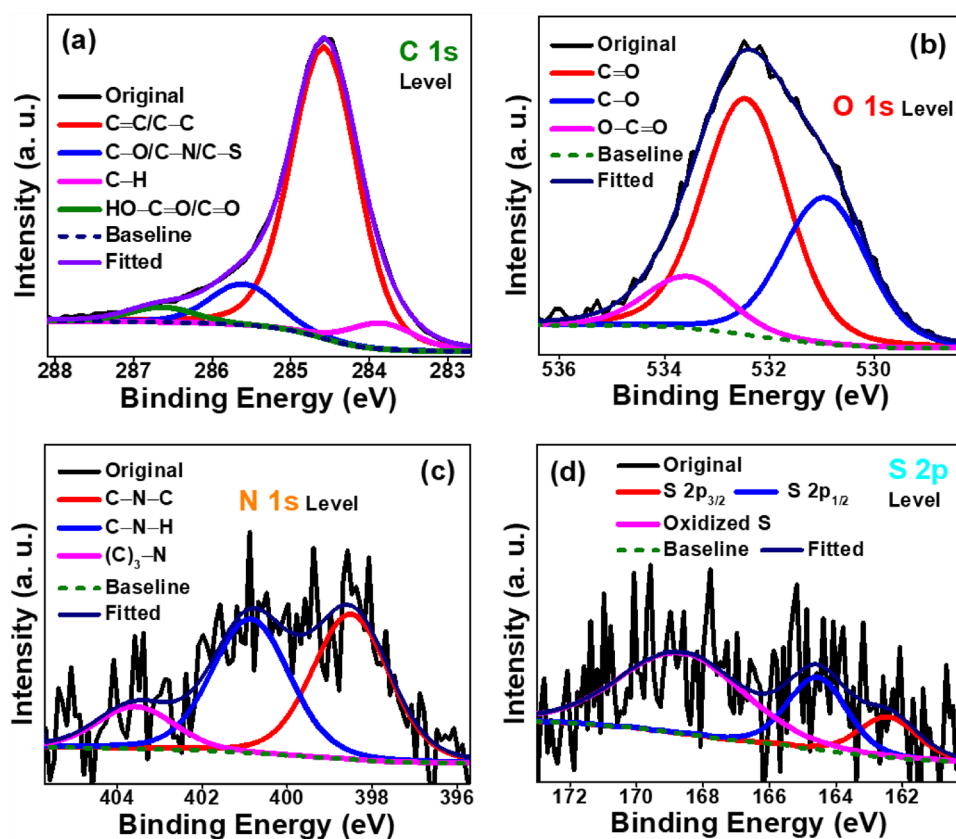 (a)
C 1s
Level
Original
C=C/C–C
C–O/C–N/C–S
C–H
HO–C=O/C=O
Baseline
Fitted
Intensity (a. u.)
288 287 286 285 284 283
Binding Energy (eV)
(b)
O 1s Level
Original
C=O
C–O
O–C=O
Baseline
Fitted
Intensity (a. u.)
536 534 532 530
Binding Energy (eV)
(c)
N 1s Level
Original
C–N–C
C–N–H
(C)₃–N
Baseline
Fitted
Intensity (a. u.)
404 402 400 398 396
Binding Energy (eV)
(d)
S 2p
Level
Original
S 2p₃/₂ S 2p₁/₂
Oxidized S
Baseline Fitted
Intensity (a. u.)
172 170 168 166 164 162
Binding Energy (eV)